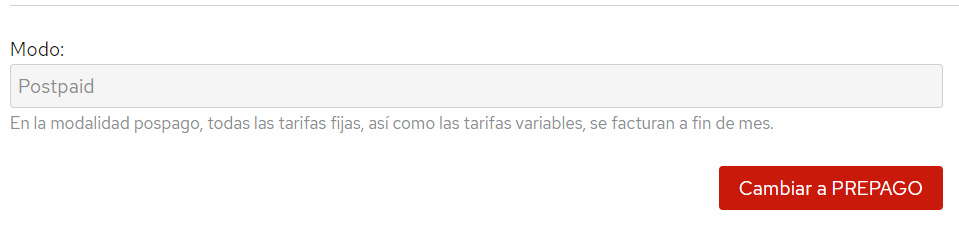 Modo:
Postpaid
En la modalidad pospago, todas las tarifas fijas, así como las tarifas variables, se facturan a fin de mes.
Cambiar a PREPAGO